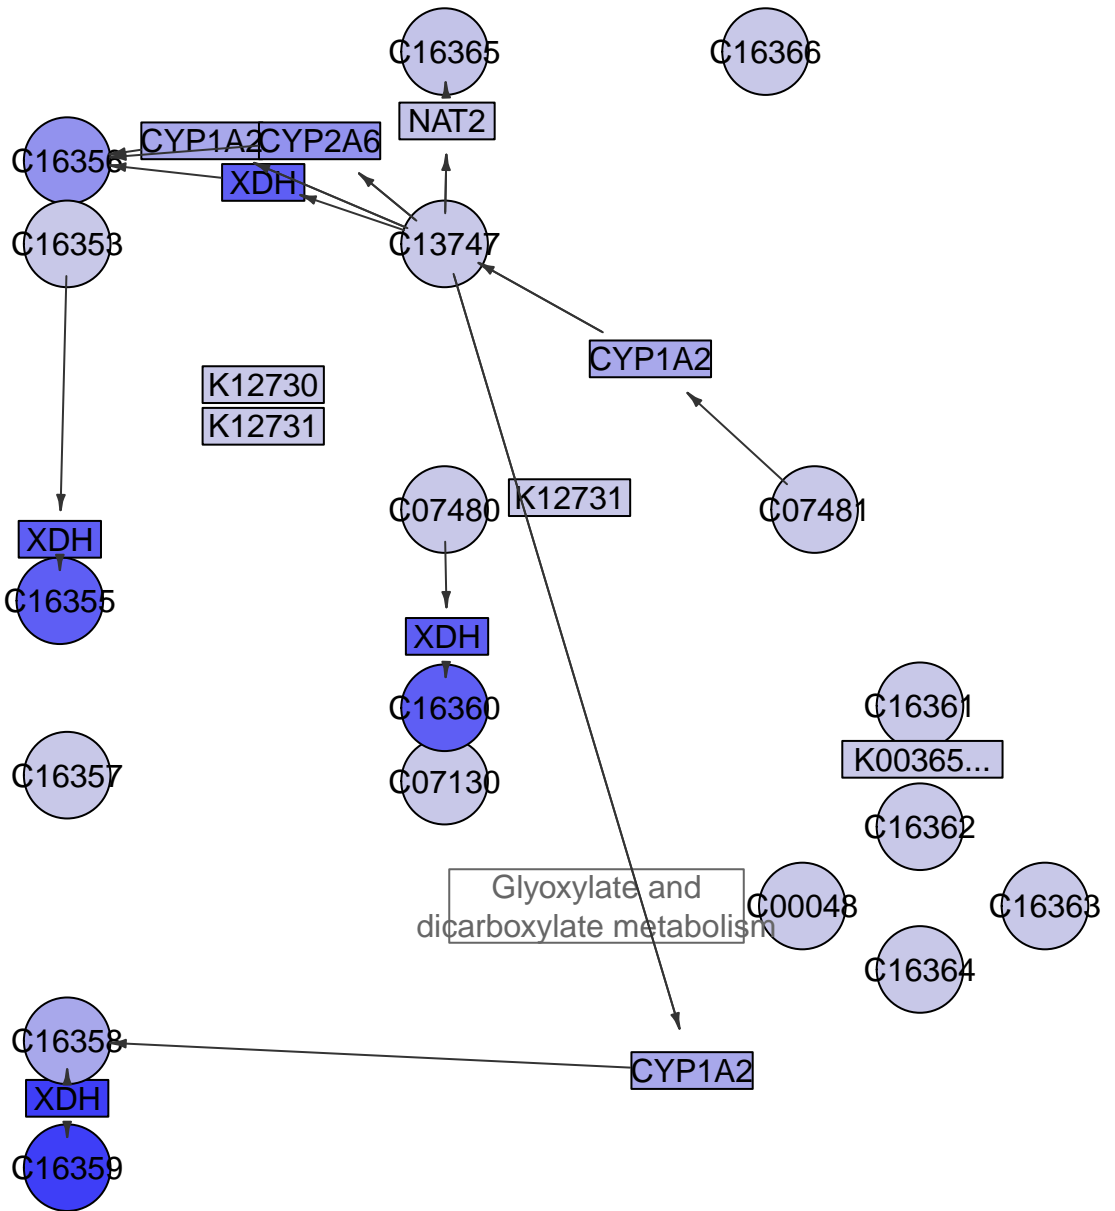 C16365
C16366
NAT2
CYP1A2
CYP2A6
C16356
XDH
C16353
C13747
CYP1A2
K12730
K12731
C07480
K12731
C07481
XDH
C16355
XDH
C16360
C16361
K00365...
C16357
C07130
C16362
Glyoxylate and
dicarboxylate metabolism
C00048
C16363
C16364
C16358
CYP1A2
XDH
C16359